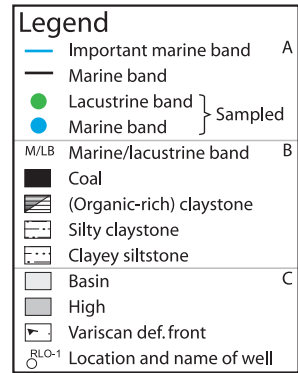 Legend
Important marine band A
Marine band
Lacustrine band
Sampled
Marine band
M/LB Marine/lacustrine band B
Coal
(Organic-rich) claystone
Silty claystone
Clayey siltstone
Basin C
High
Variscan def. front
RLO-1 Location and name of well